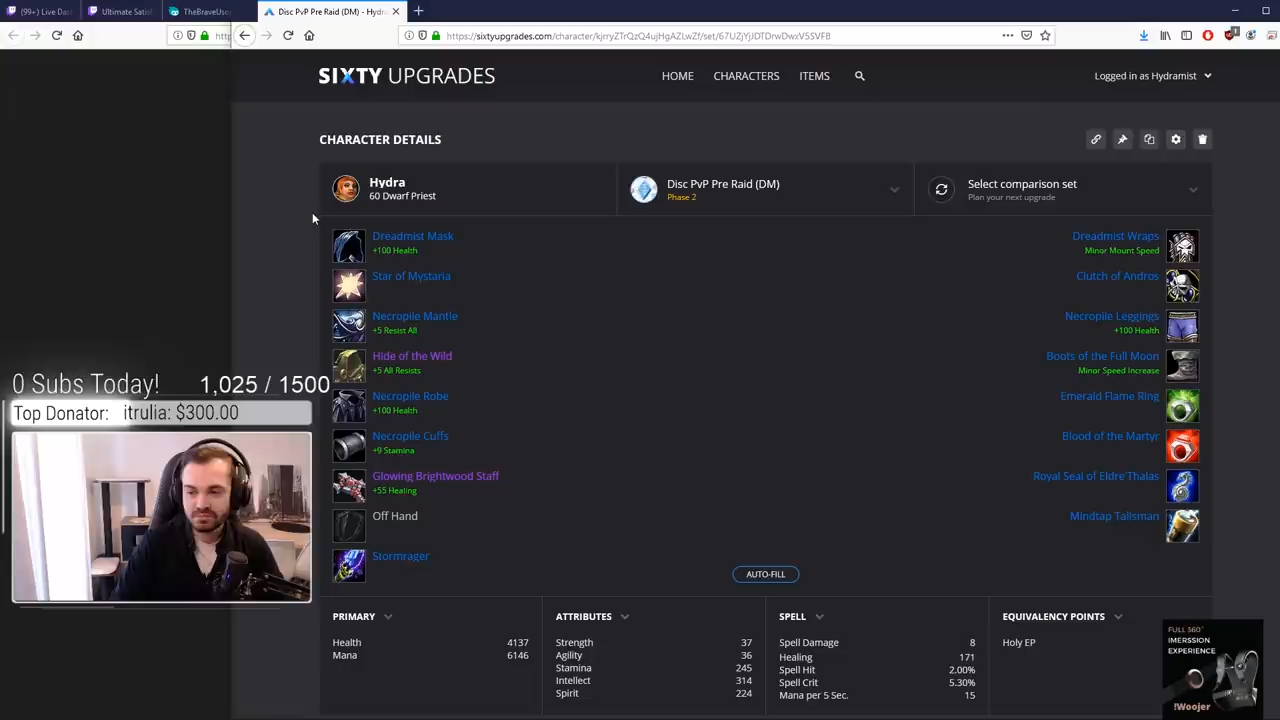 (99+) Live Das
Ultimate Satis
TheBraveUso
Disc PvP Pre Raid (DM) - Hydr
https://sixtyupgrades.com/character/kjrryZTrQzQ4ujHgAZLwZf/set/67UZjYjJDTDrwDwxV5SVFB
SIXTY UPGRADES
HOME
CHARACTERS
ITEMS
Logged in as Hydramist
CHARACTER DETAILS
Hydra
60 Dwarf Priest
Disc PvP Pre Raid (DM)
Phase 2
Select comparison set
Plan your next upgrade
Dreadmist Mask
+100 Health
Dreadmist Wraps
Minor Mount Speed
Star of Mystaria
Clutch of Andros
Necropile Mantle
+5 Resist All
Necropile Leggings
+100 Health
Hide of the Wild
+5 All Resists
Boots of the Full Moon
Minor Speed Increase
Necropile Robe
+100 Health
Emerald Flame Ring
Necropile Cuffs
+9 Stamina
Blood of the Martyr
Glowing Brightwood Staff
+55 Healing
Royal Seal of Eldre'Thalas
Off Hand
Mindtap Talisman
Stormrager
AUTO-FILL
0 Subs Today!
1,025 / 1500
Top Donator:
itrulia: $300.00
PRIMARY
Health 4137
Mana 6146
ATTRIBUTES
Strength 37
Agility 36
Stamina 245
Intellect 314
Spirit 224
SPELL
Spell Damage 8
Healing 171
Spell Hit 2.00%
Spell Crit 5.30%
Mana per 5 Sec. 15
EQUIVALENCY POINTS
Holy EP
FULL 360°
IMERSSION
EXPERIENCE
!Woojer